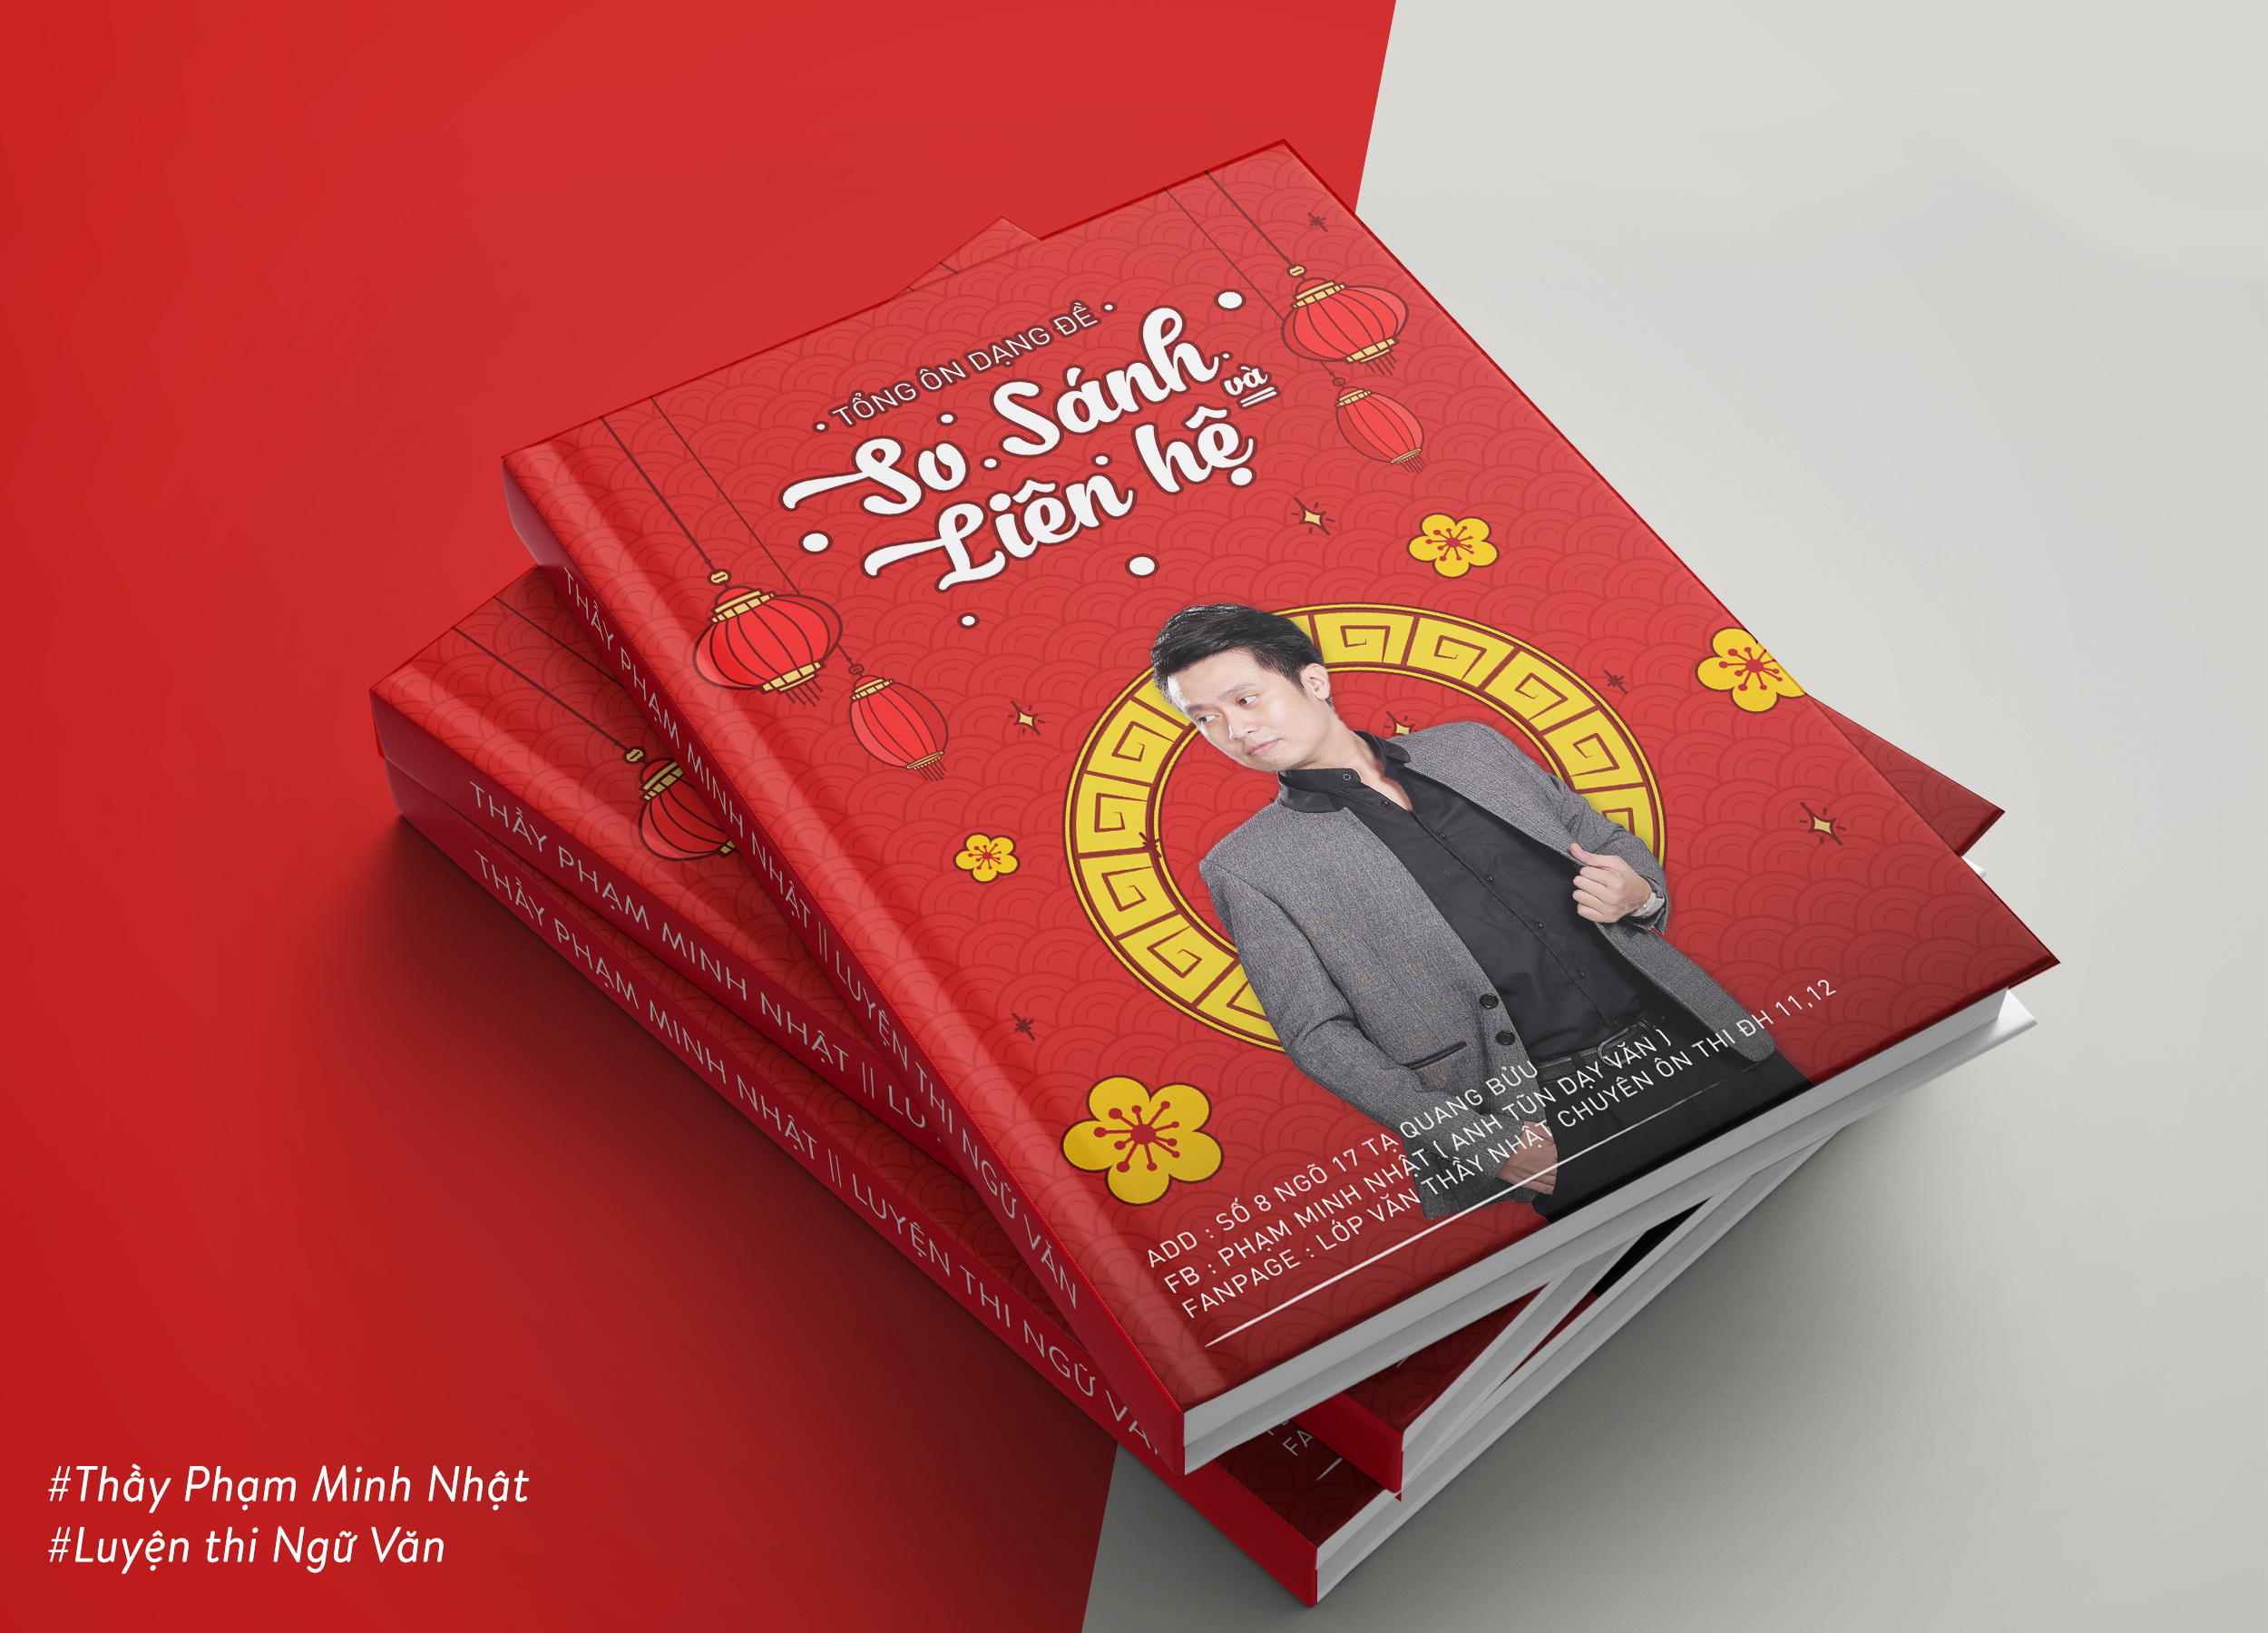 TỔNG ÔN DẠNG ĐỀ
So Sánh và
Liên hệ
ADD : SỐ 8 NGÕ 17 TẠ QUANG BỬU
FB : PHẠM MINH NHẬT ( ANH TŨN DẠY VĂN )
FANPAGE : LỚP VĂN THẦY NHẬT CHUYÊN ÔN THI ĐH 11,12
THẦY PHẠM MINH NHẬT || LUYỆN THI NGỮ VĂN
THẦY PHẠM MINH NHẬT || LU
THẦY PHẠM MINH NHẬT || LUYỆN THI NGỮ VĂ
FA
#Thầy Phạm Minh Nhật
#Luyện thi Ngữ Văn